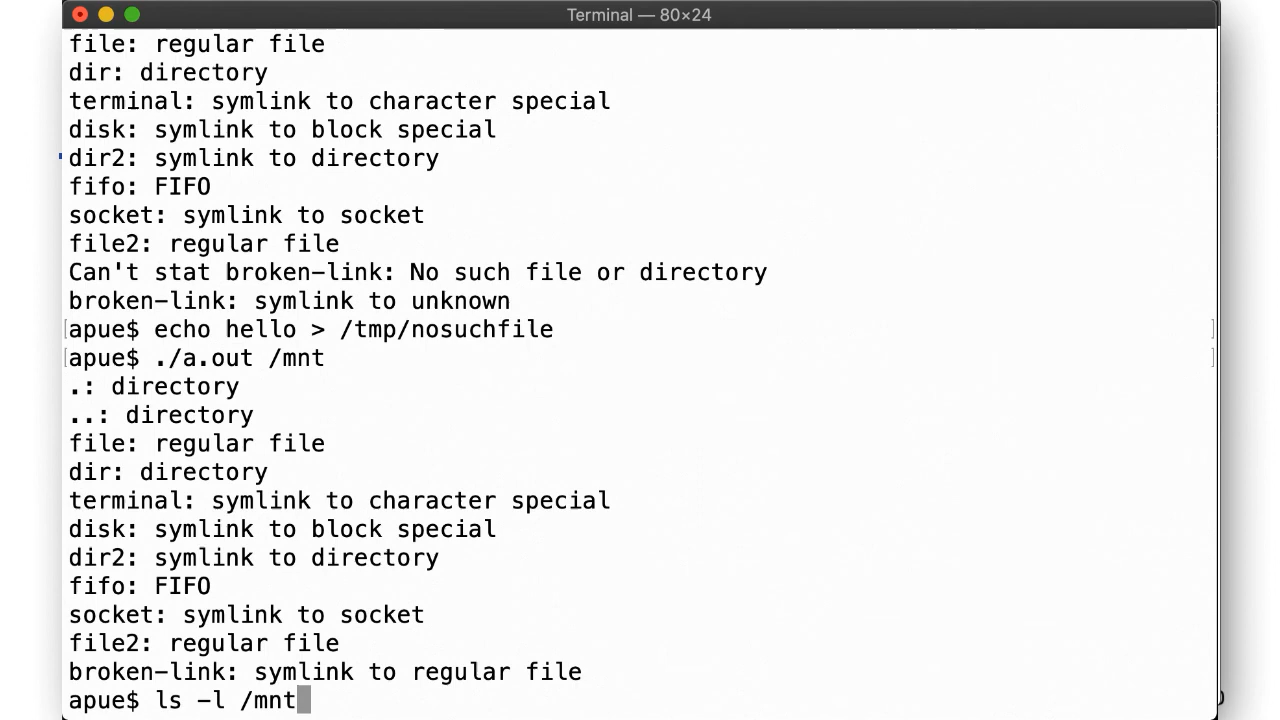 Terminal — 80×24
file: regular file
dir: directory
terminal: symlink to character special
disk: symlink to block special
dir2: symlink to directory
fifo: FIFO
socket: symlink to socket
file2: regular file
Can't stat broken-link: No such file or directory
broken-link: symlink to unknown
[apue$ echo hello > /tmp/nosuchfile ]
[apue$ ./a.out /mnt ]
.: directory
..: directory
file: regular file
dir: directory
terminal: symlink to character special
disk: symlink to block special
dir2: symlink to directory
fifo: FIFO
socket: symlink to socket
file2: regular file
broken-link: symlink to regular file
apue$ ls -l /mnt